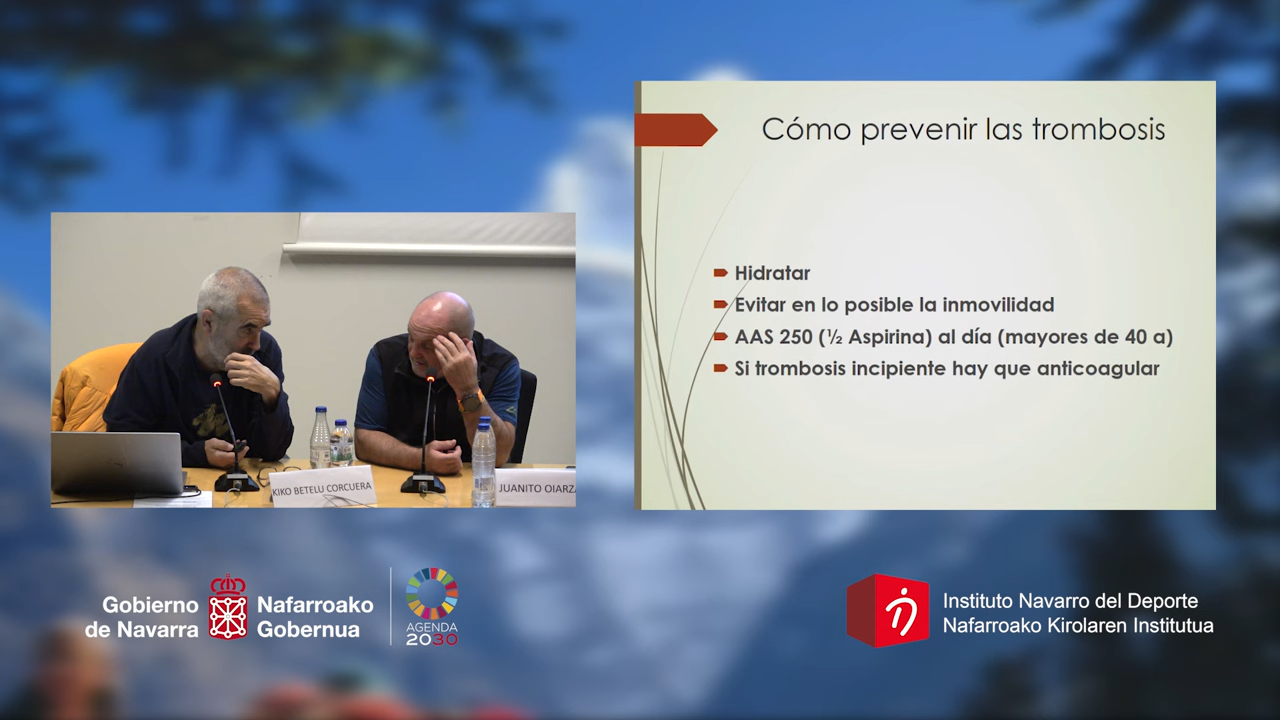 Cómo prevenir las trombosis
Hidratar
Evitar en lo posible la inmovilidad
AAS 250 (½ Aspirina) al día (mayores de 40 a)
Si trombosis incipiente hay que anticoagular
KIKO BETELU CORCUERA
JUANITO OIARZA
Gobierno
de Navarra
Nafarroako
Gobernua
AGENDA
2030
Instituto Navarro del Deporte
Nafarroako Kirolaren Institutua